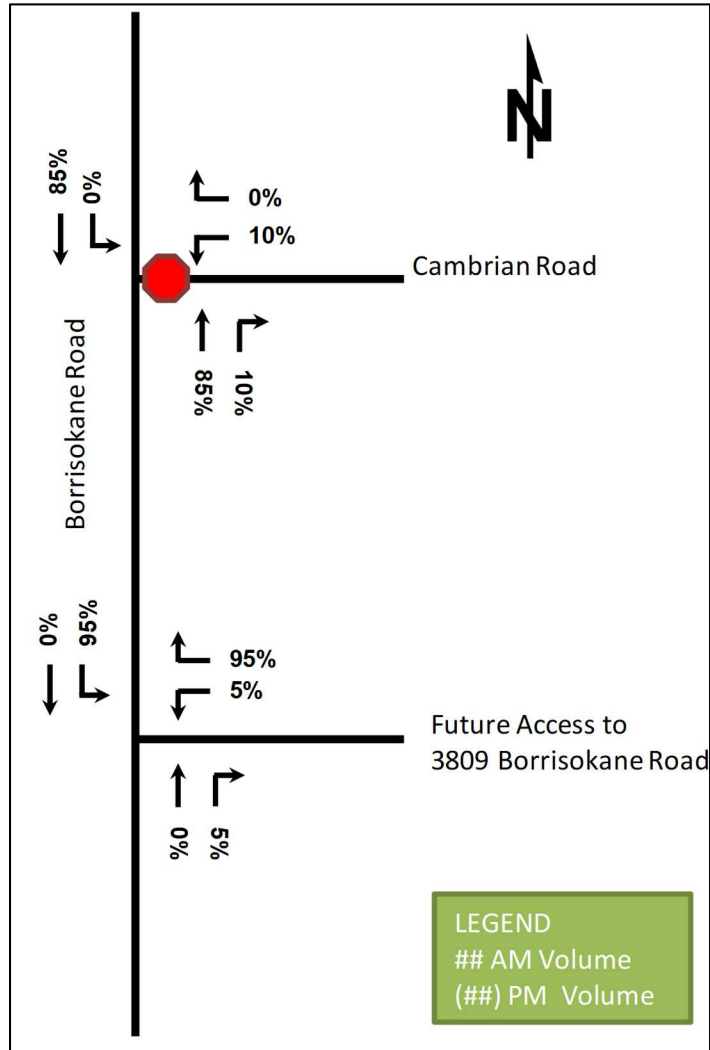 N
85%
0%
0%
10%
Cambrian Road
85%
10%
Borrisokane Road
0%
95%
95%
5%
Future Access to
3809 Borrisokane Road
0%
5%
LEGEND
## AM Volume
(##) PM Volume